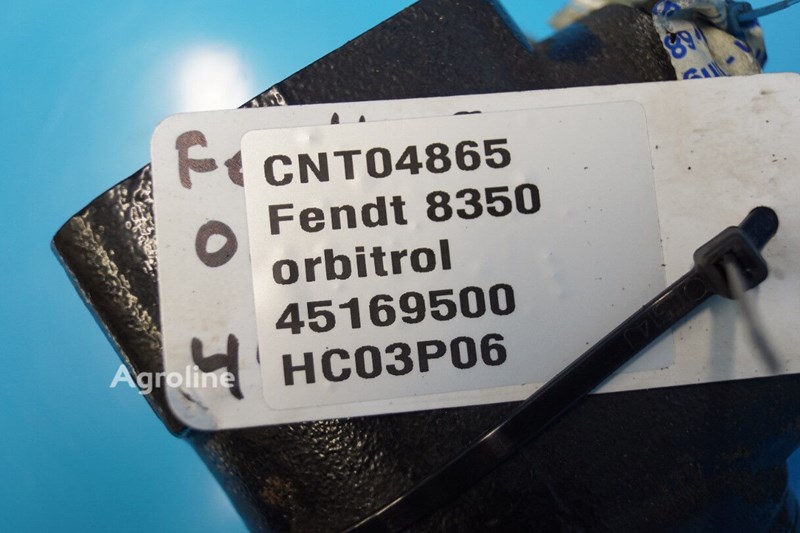 CNT04865
Fendt 8350
orbitrol
45169500
HC03P06
Agroline